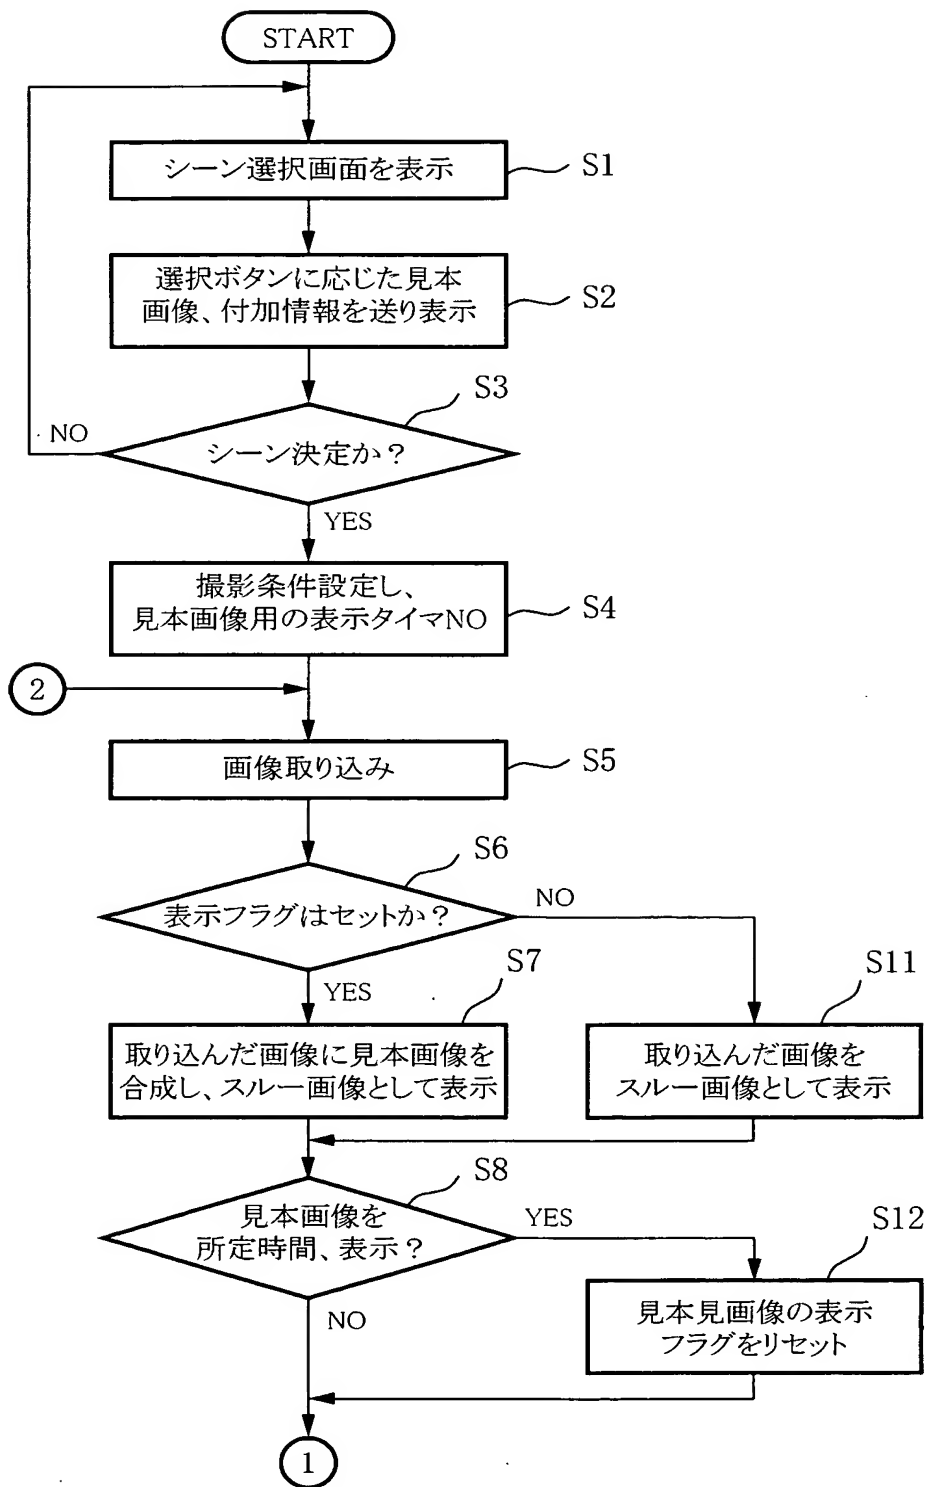 START
シーン選択画面を表示
S1
選択ボタンに応じた見本
画像、付加情報を送り表示
S2
S3
シーン決定か?
NO
YES
撮影条件設定し、
見本画像用の表示タイマNO
S4
2
画像取り込み
S5
S6
表示フラグはセットか?
NO
YES
S7
S11
取り込んだ画像に見本画像を
合成し、スルー画像として表示
取り込んだ画像を
スルー画像として表示
S8
見本画像を
所定時間、表示?
YES
NO
S12
見本見画像の表示
フラグをリセット
1